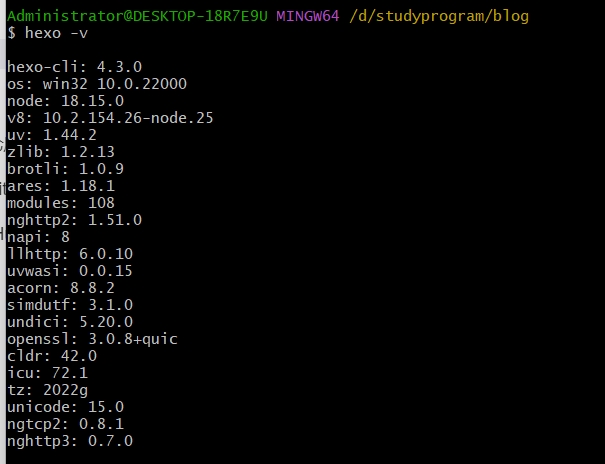 Administrator@DESKTOP-18R7E9U MINGW64 /d/studyprogram/blog
$ hexo -v
hexo-cli: 4.3.0
os: win32 10.0.22000
node: 18.15.0
v8: 10.2.154.26-node.25
uv: 1.44.2
zlib: 1.2.13
brotli: 1.0.9
ares: 1.18.1
modules: 108
nghttp2: 1.51.0
napi: 8
llhttp: 6.0.10
uvwasi: 0.0.15
acorn: 8.8.2
simdutf: 3.1.0
undici: 5.20.0
openssl: 3.0.8+quic
cldr: 42.0
icu: 72.1
tz: 2022g
unicode: 15.0
ngtcp2: 0.8.1
nghttp3: 0.7.0